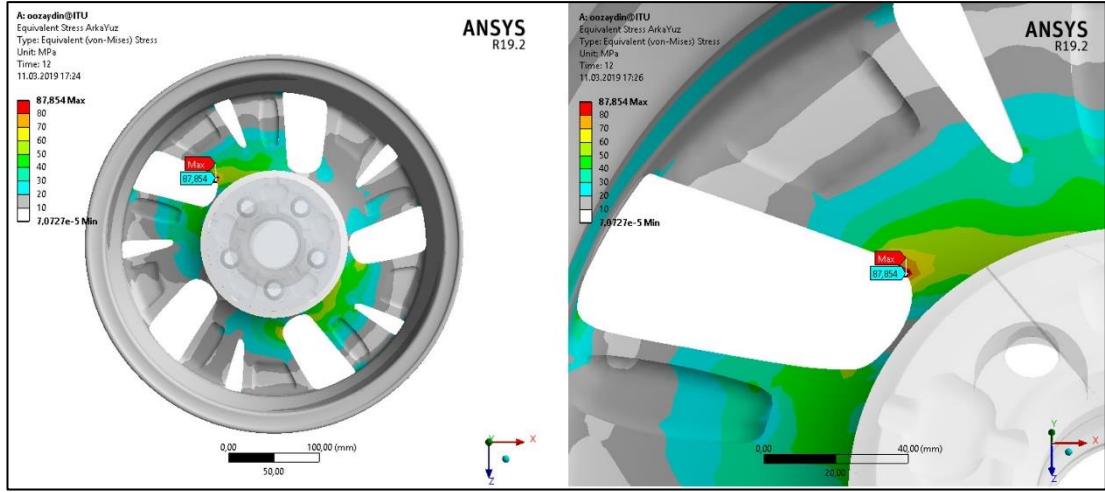 A: oozaydin@ITU
Equivalent Stress ArkaYuz
Type: Equivalent (von-Mises) Stress
Unit: MPa
Time: 12
11.03.2019 17:24
ANSYS
R19.2
87,854 Max
80
70
60
50
40
30
20
10
7,0727e-5 Min
Max
87,854
0,00
100,00 (mm)
50,00
Y
X
Z
A: oozaydin@ITU
Equivalent Stress ArkaYuz
Type: Equivalent (von-Mises) Stress
Unit: MPa
Time: 12
11.03.2019 17:26
ANSYS
R19.2
87,854 Max
80
70
60
50
40
30
20
10
7,0727e-5 Min
Max
87,854
0,00
40,00 (mm)
20,00
Y
X
Z